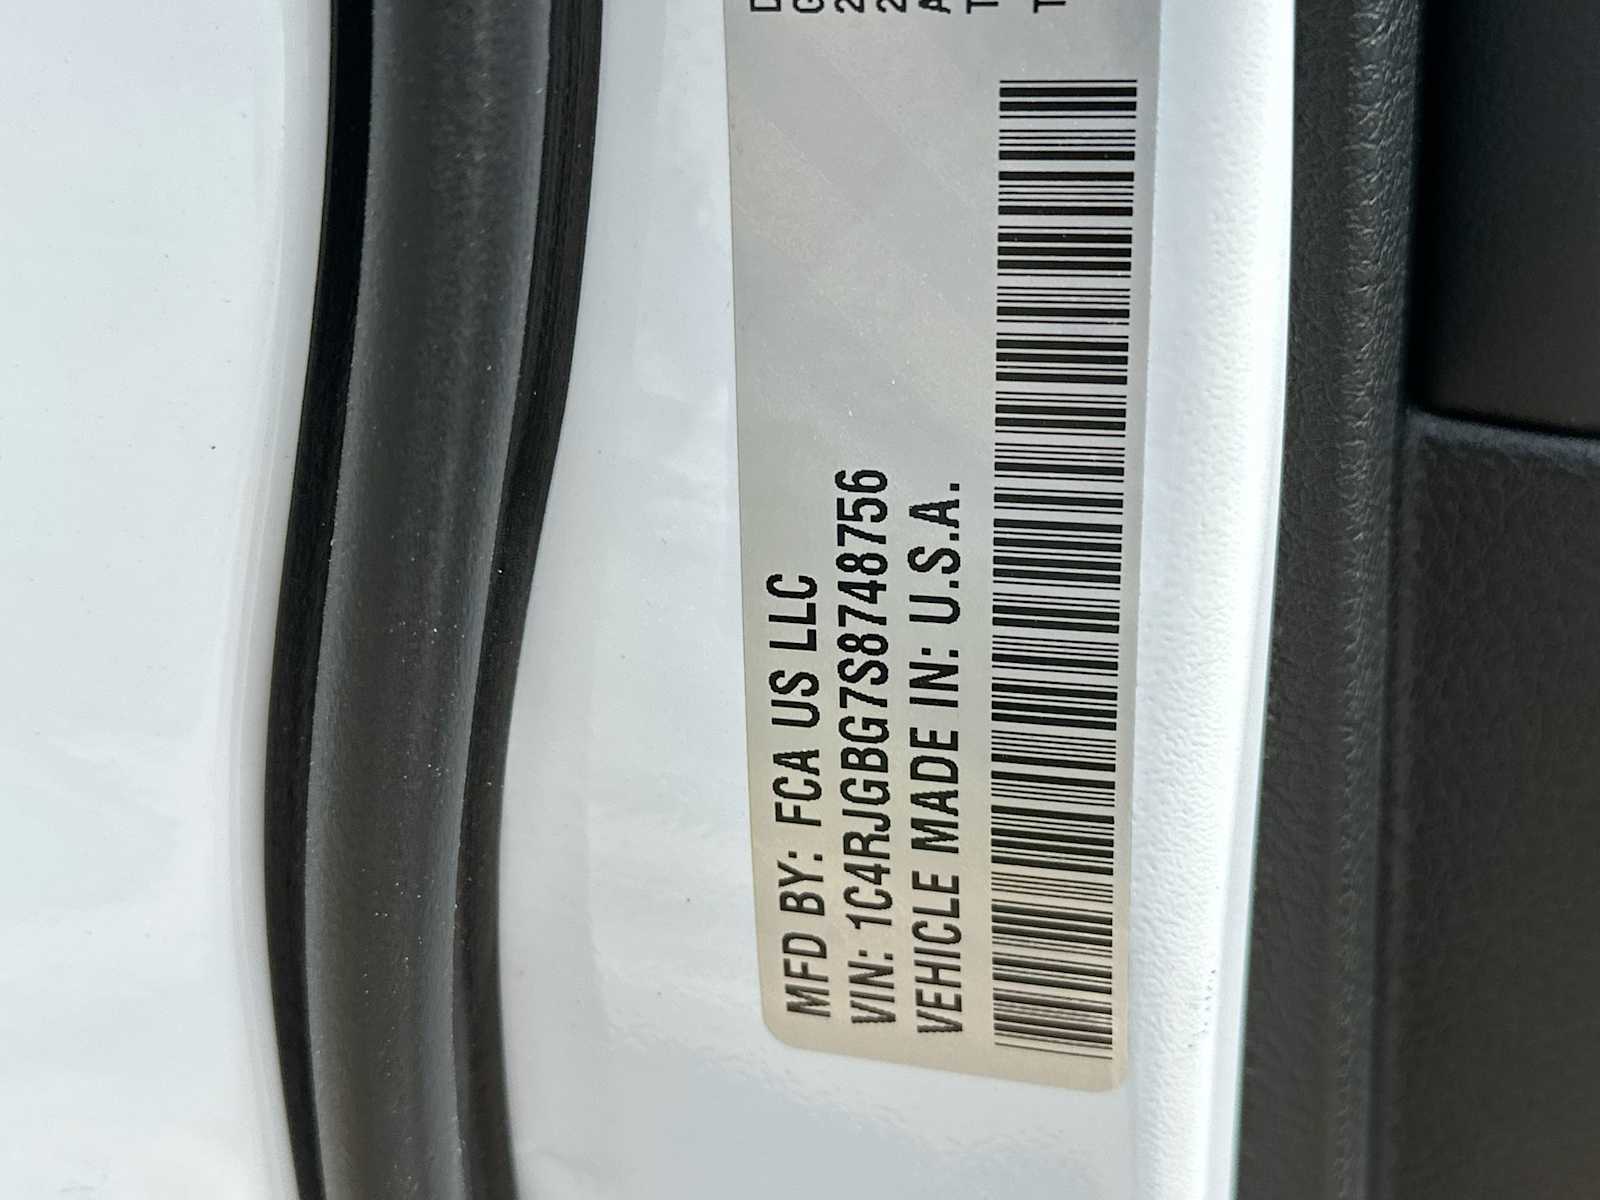 MFD BY: FCA US LLC
VIN: 1C4RJGBG7S8748756
VEHICLE MADE IN: U.S.A.